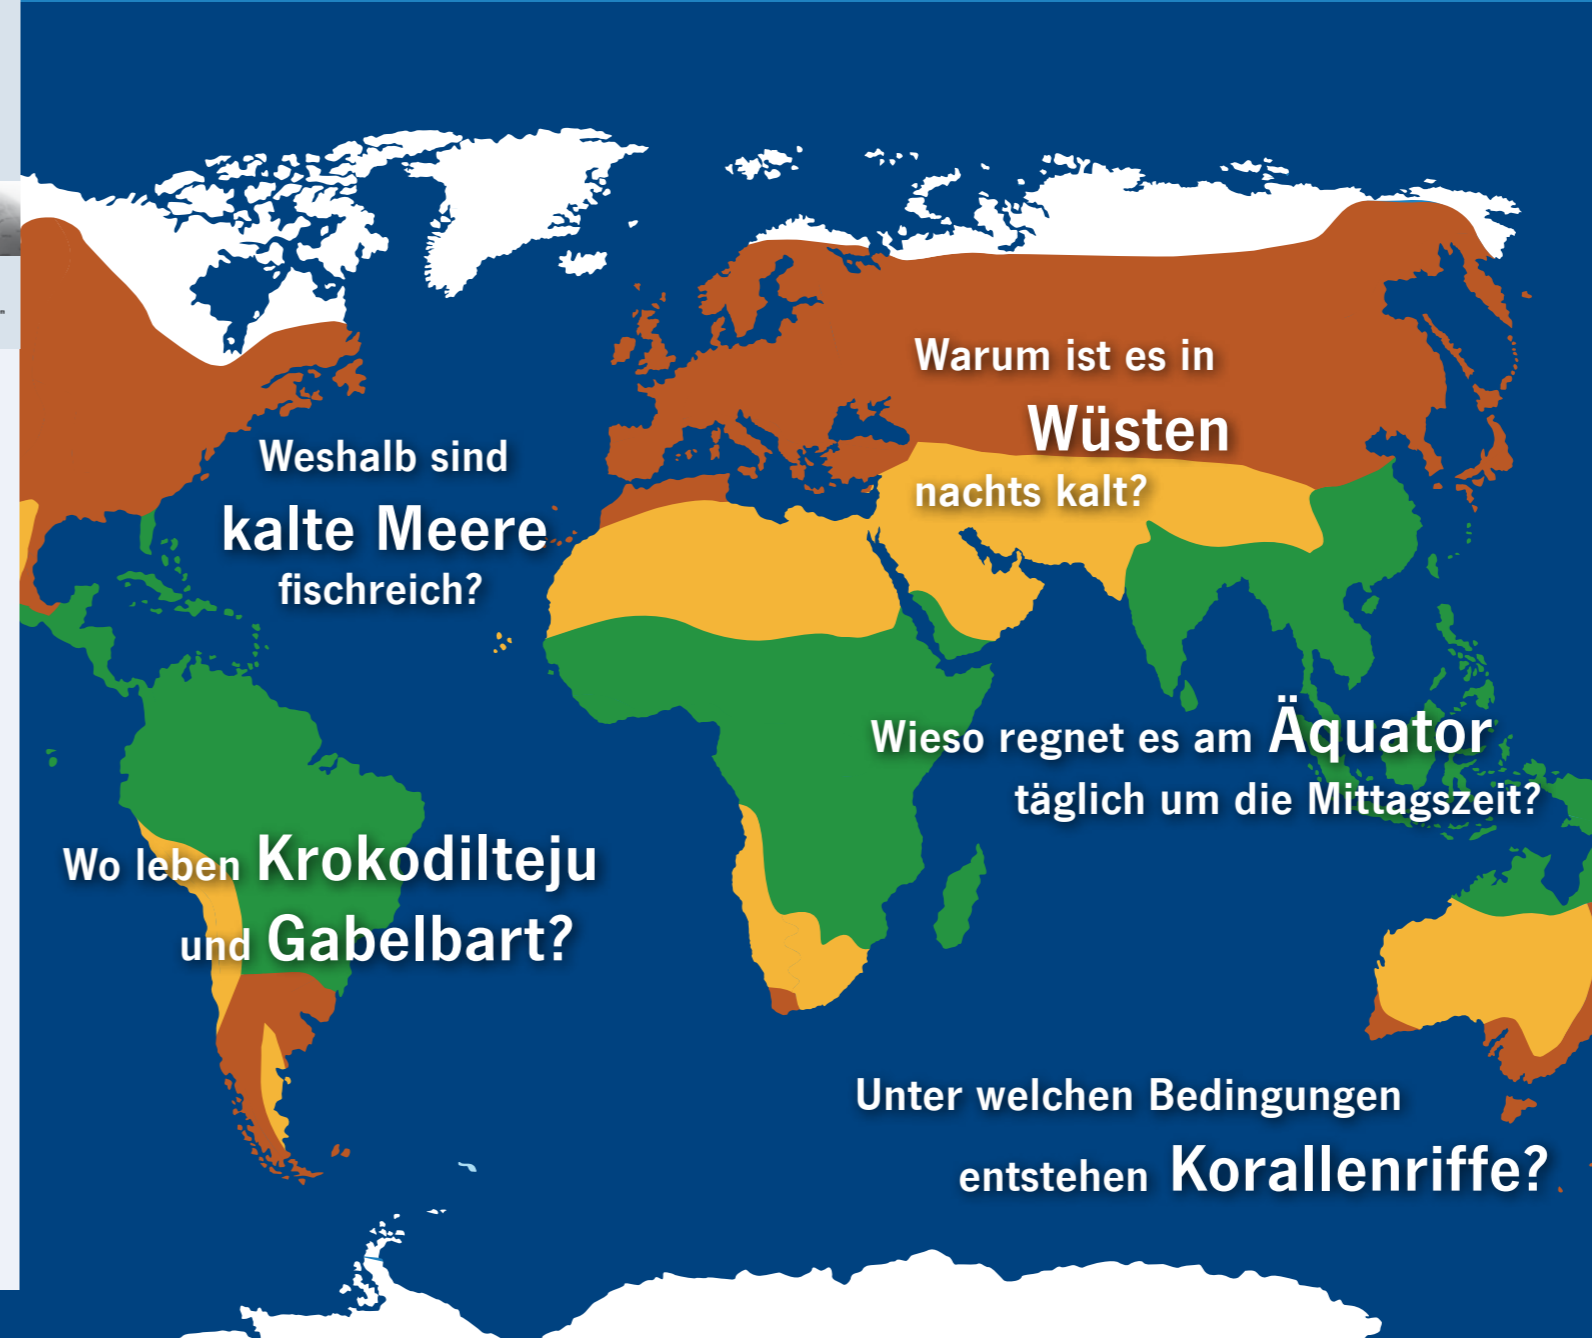 Warum ist es in
Wüsten
nachts kalt?
Weshalb sind
kalte Meere
fischreich?
Wieso regnet es am Äquator
täglich um die Mittagszeit?
Wo leben Krokodilteju
und Gabelbart?
Unter welchen Bedingungen
entstehen Korallenriffe?